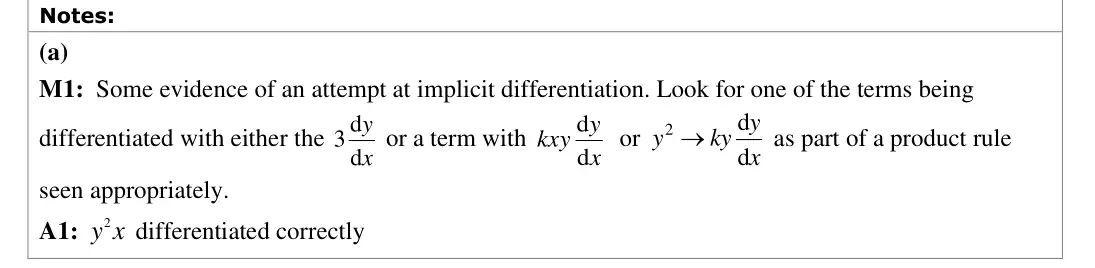 Notes:
(a)
M1: Some evidence of an attempt at implicit differentiation. Look for one of the terms being
differentiated with either the 3 dy/dx or a term with kxy dy/dx or y² → ky dy/dx as part of a product rule
seen appropriately.
A1: y²x differentiated correctly